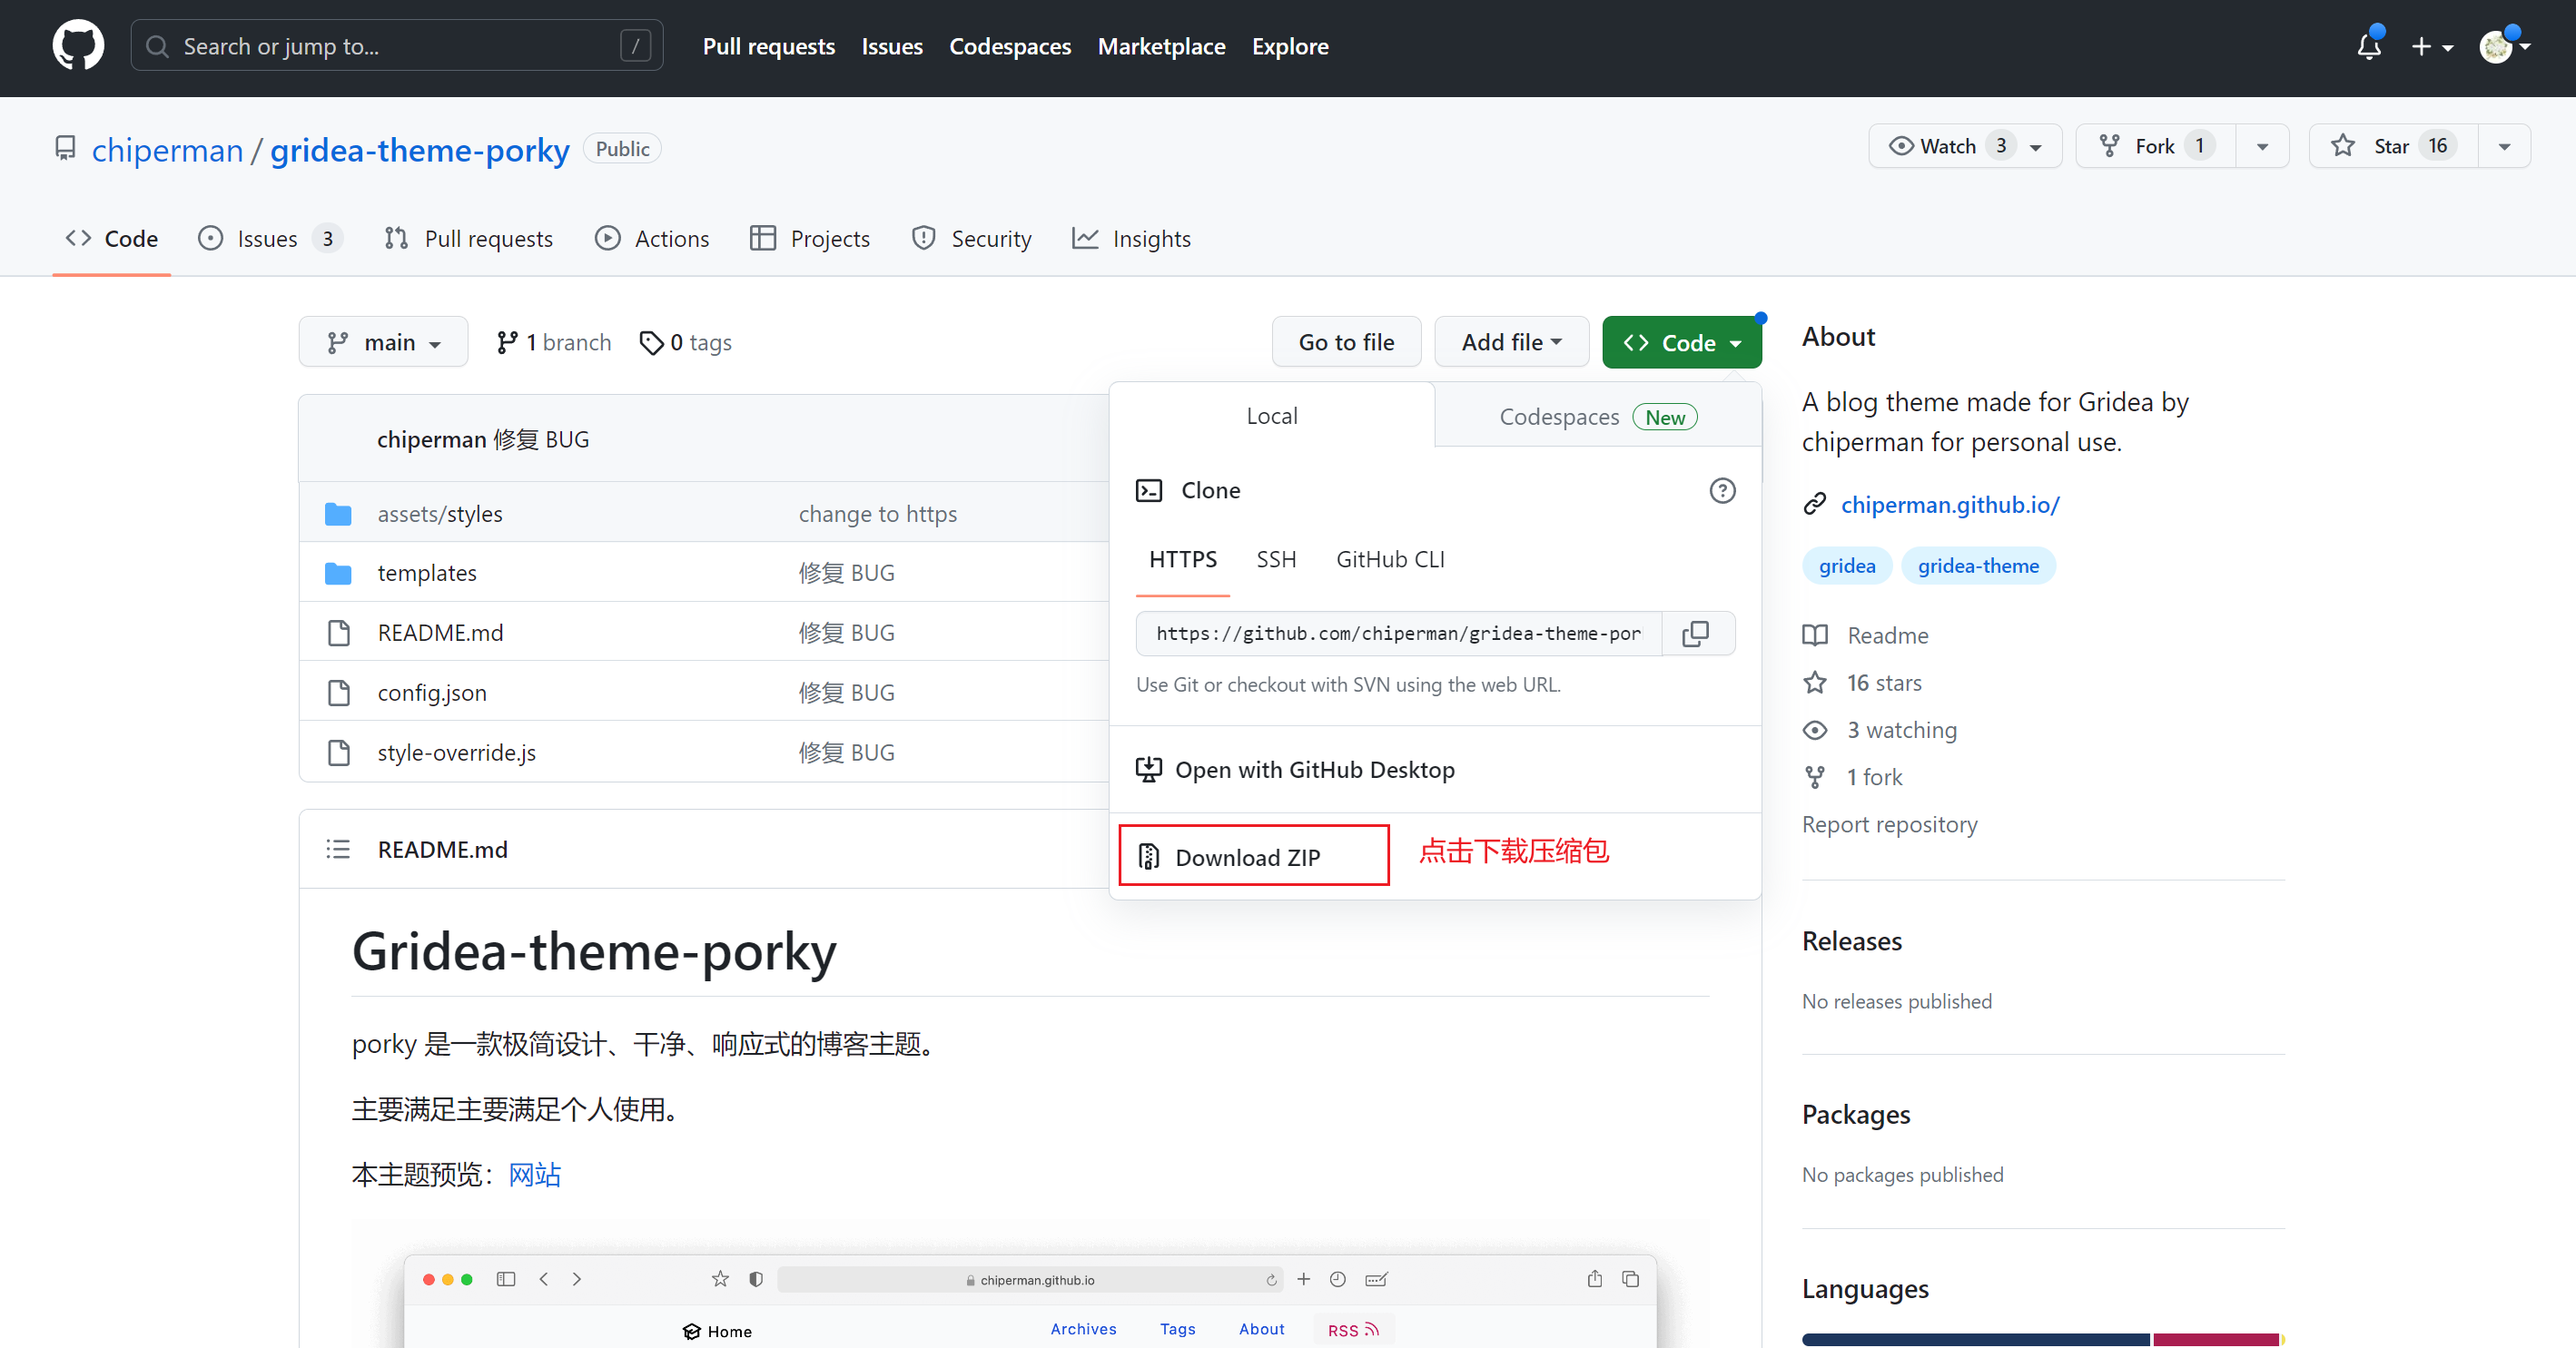 Search or jump to... /
Pull requests Issues Codespaces Marketplace Explore
chiperman / gridea-theme-porky Public
Watch 3 Fork 1 Star 16
Code Issues 3 Pull requests Actions Projects Security Insights
main 1 branch 0 tags
Go to file Add file Code
chiperman 修复 BUG
assets/styles change to https
templates 修复 BUG
README.md 修复 BUG
config.json 修复 BUG
style-override.js 修复 BUG
Local Codespaces New
Clone
HTTPS SSH GitHub CLI
https://github.com/chiperman/gridea-theme-por
Use Git or checkout with SVN using the web URL.
Open with GitHub Desktop
Download ZIP 点击下载压缩包
README.md
Gridea-theme-porky
porky 是一款极简设计、干净、响应式的博客主题。
主要满足主要满足个人使用。
本主题预览：网站
chiperman.github.io
Home Archives Tags About RSS
About
A blog theme made for Gridea by
chiperman for personal use.
chiperman.github.io/
gridea gridea-theme
Readme
16 stars
3 watching
1 fork
Report repository
Releases
No releases published
Packages
No packages published
Languages